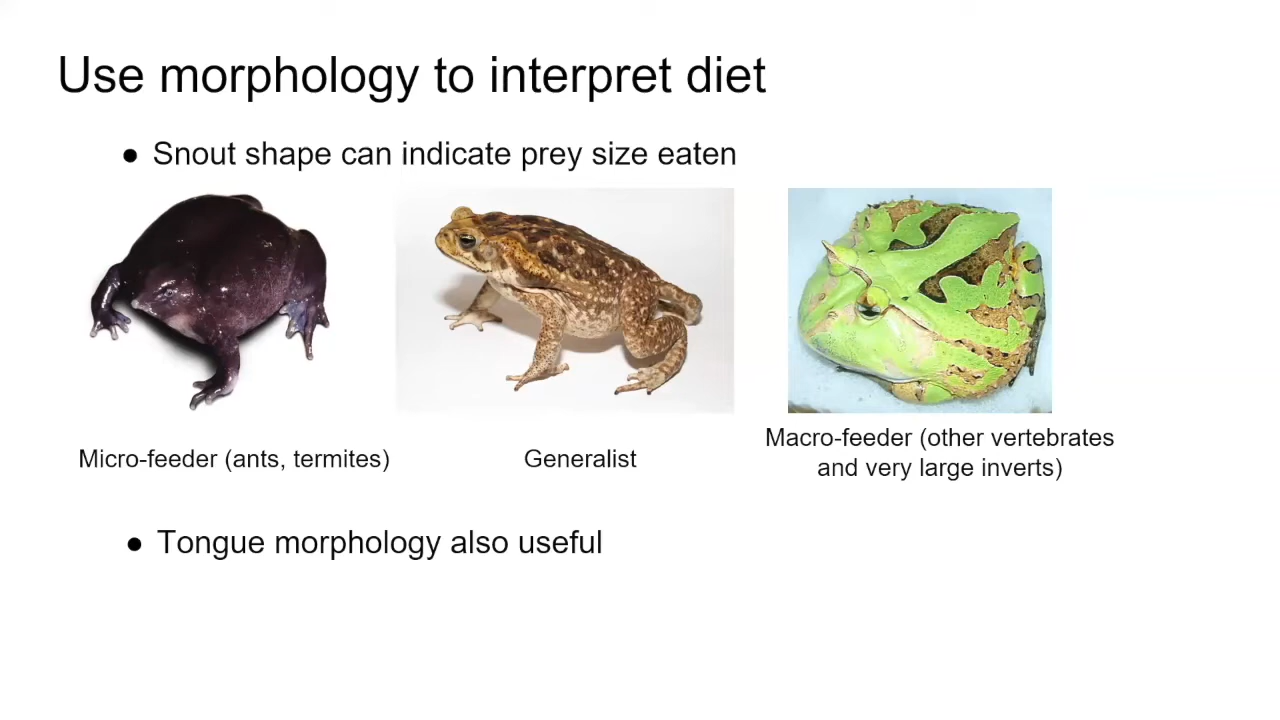 Use morphology to interpret diet
● Snout shape can indicate prey size eaten
Micro-feeder (ants, termites)
Generalist
Macro-feeder (other vertebrates
and very large inverts)
● Tongue morphology also useful